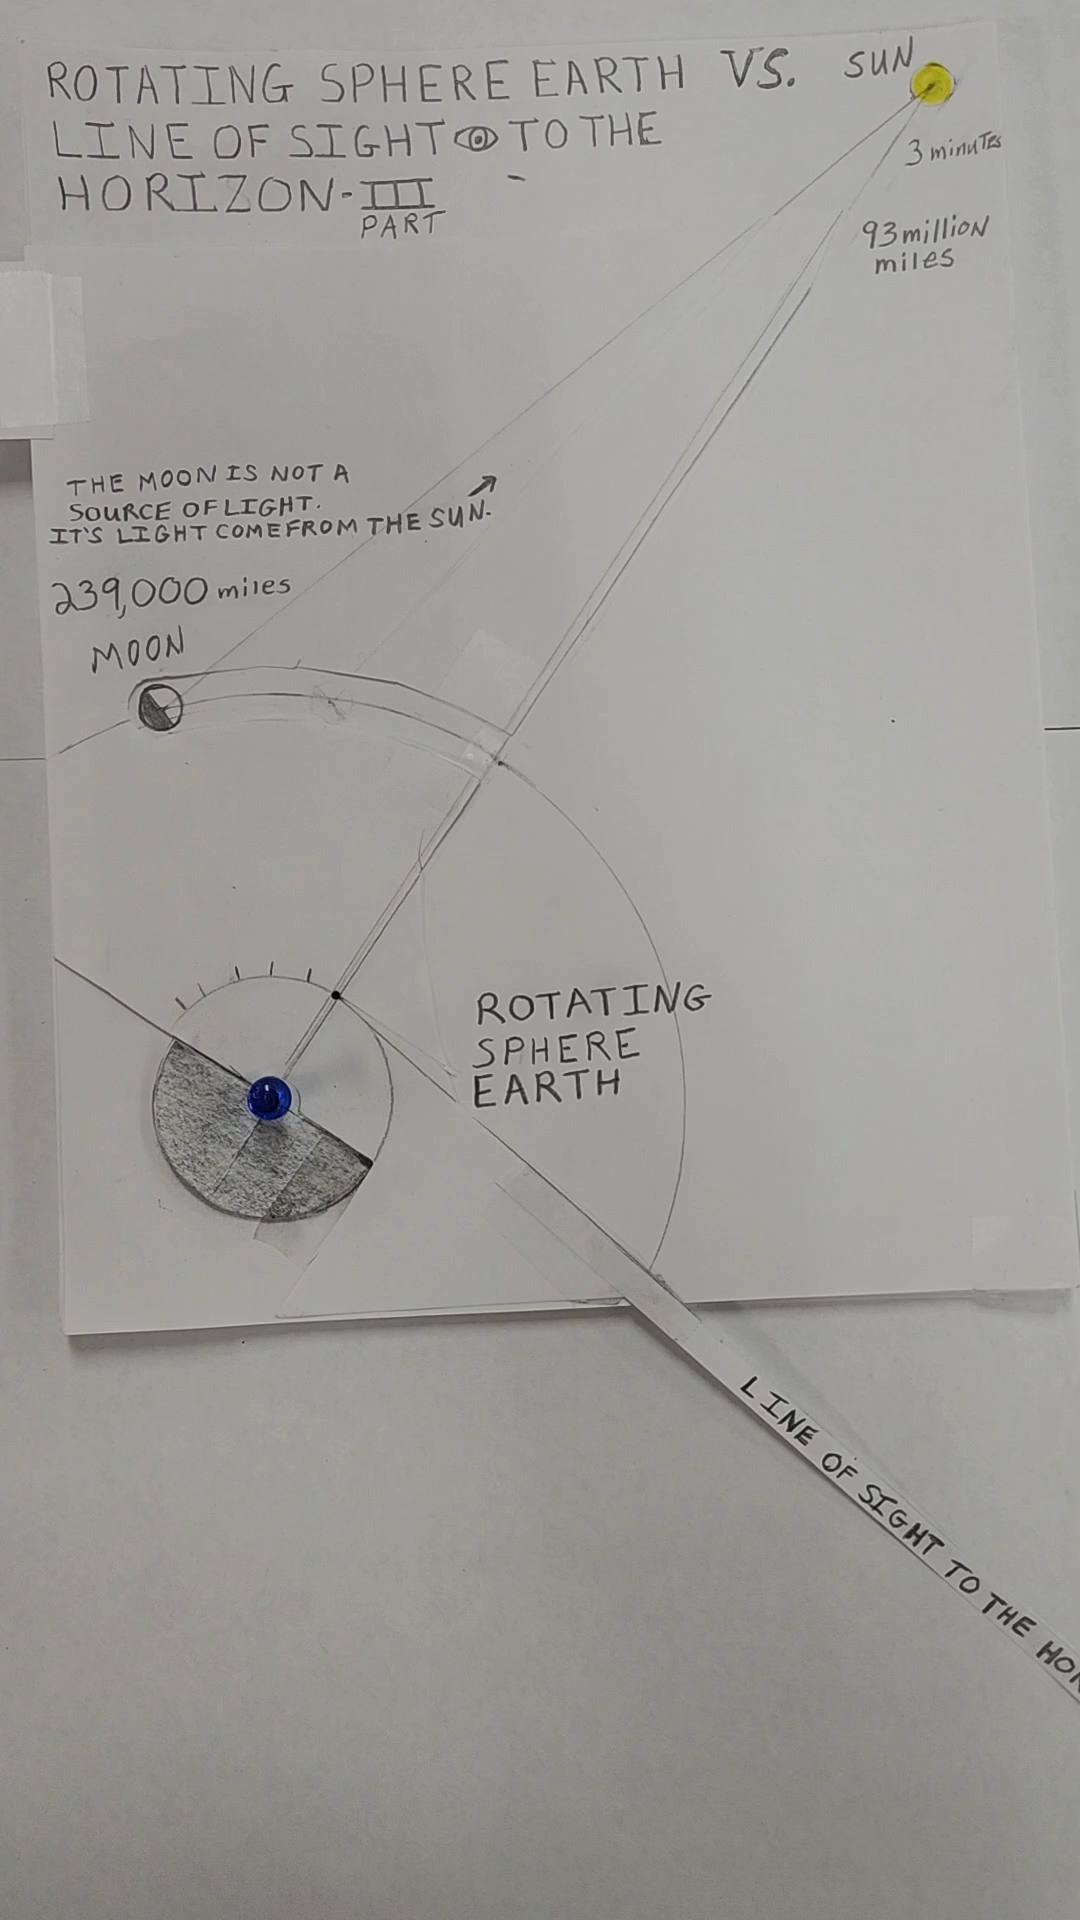 ROTATING SPHERE EARTH VS. SUN
LINE OF SIGHT TO THE
HORIZON-III
PART
3 minutes
93 million
miles
THE MOON IS NOT A
SOURCE OF LIGHT.
IT'S LIGHT COME FROM THE SUN.
239,000 miles
MOON
ROTATING
SPHERE
EARTH
LINE OF SIGHT TO THE HOR